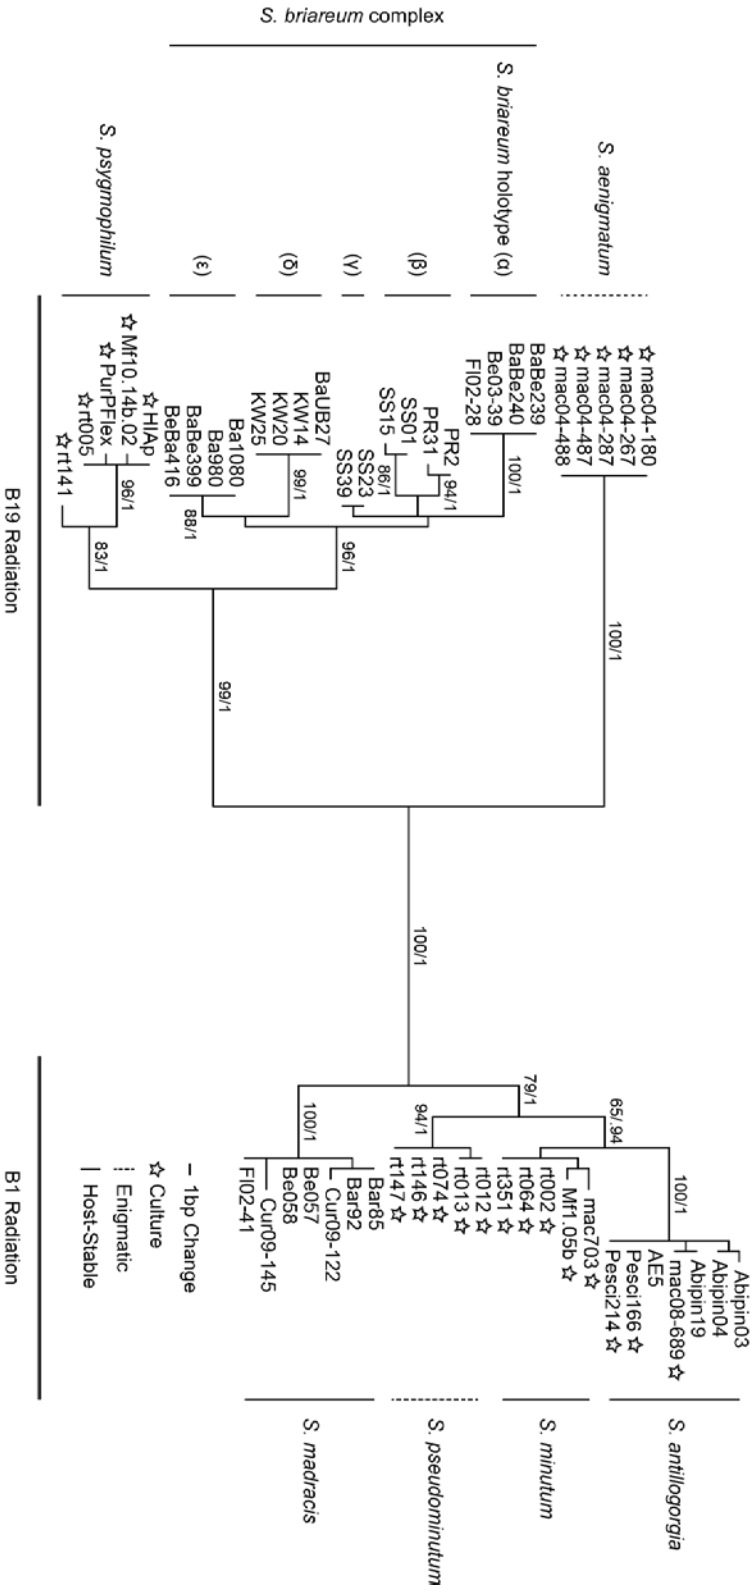 S. briareum complex
S. psygmophilum
(ε)
(δ)
(γ)
(β)
S. briareum holotype (α)
S. aenigmatum
☆mac04-180
☆mac04-267
☆mac04-287
☆mac04-487
☆mac04-488
BaBe239
BaBe240
Be03-39
Fl02-28
PR2
PR31
SS01
SS15
SS23
SS39
BaUB27
KW14
KW20
KW25
Ba1080
Ba980
BaBe399
BeBa416
☆HIAp
☆Mf10.14b.02
☆PurPFlex
☆rt005
☆rt141
100/1
100/1
94/1
86/1
99/1
88/1
96/1
96/1
83/1
99/1
B19 Radiation
100/1
79/1
65/.94
94/1
100/1
100/1
Abipin03
Abipin04
Abipin19
mac08-689☆
AE5
Pesci166☆
Pesci214☆
mac703☆
Mf1.05b☆
rt002☆
rt064☆
rt351☆
rt012☆
rt013☆
rt074☆
rt146☆
rt147☆
Bar85
Bar92
Cur09-122
Be057
Be058
Cur09-145
Fl02-41
S. antillogorgia
S. minutum
S. pseudominutum
S. madracis
1bp Change
☆Culture
Enigmatic
Host-Stable
B1 Radiation